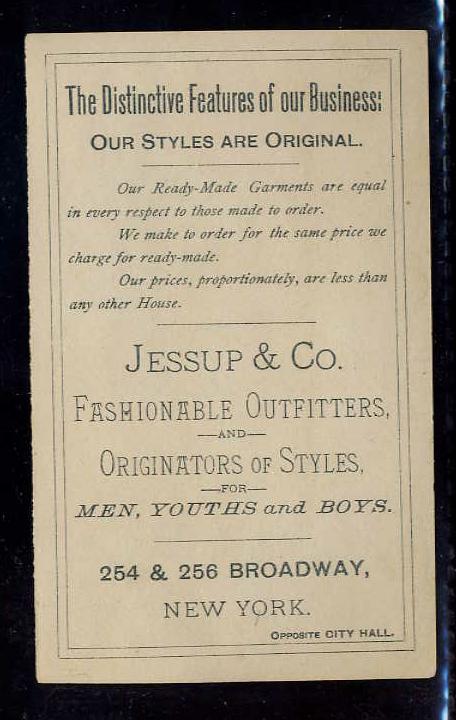 The Distinctive Features of our Business:
OUR STYLES ARE ORIGINAL.
Our Ready-Made Garments are equal
in every respect to those made to order.
We make to order for the same price we
charge for ready-made.
Our prices, proportionately, are less than
any other House.
JESSUP & CO.
FASHIONABLE OUTFITTERS,
—AND—
ORIGINATORS OF STYLES,
—FOR—
MEN, YOUTHS and BOYS.
254 & 256 BROADWAY,
NEW YORK.
OPPOSITE CITY HALL.